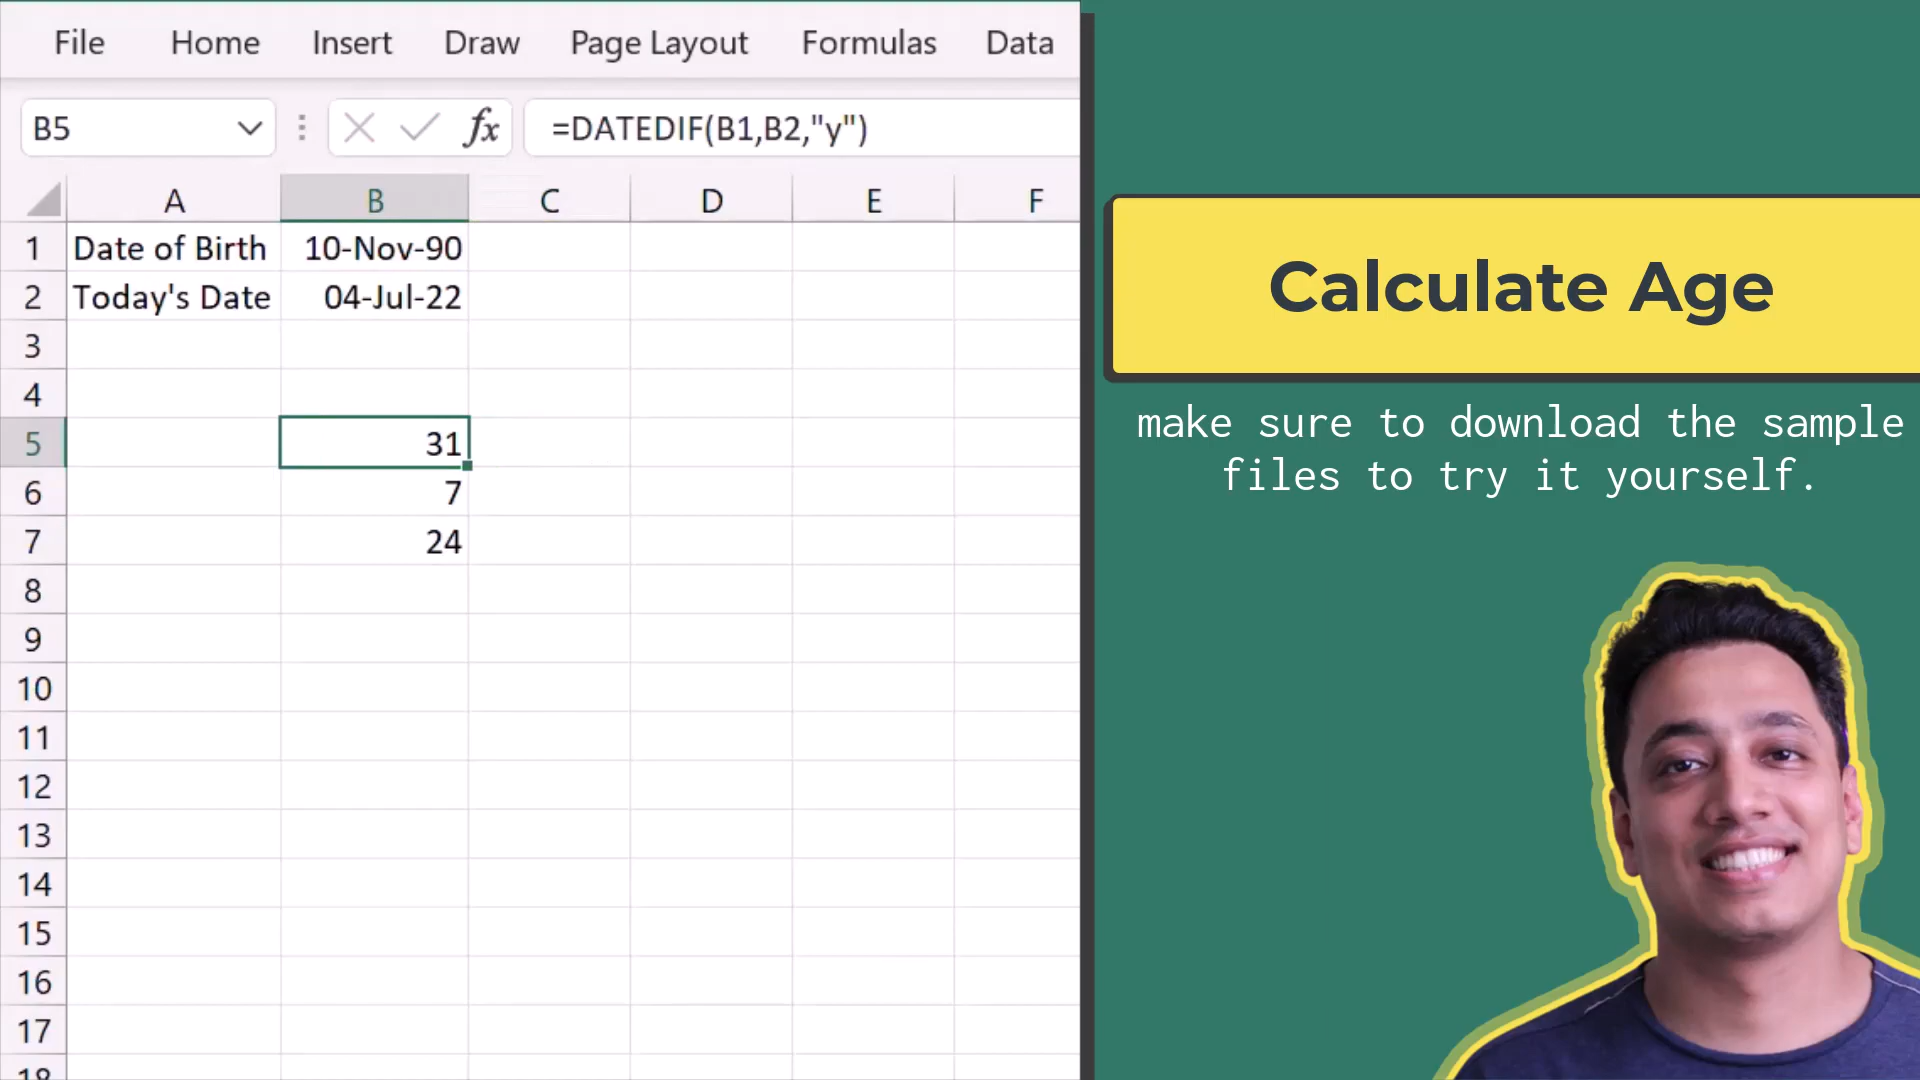 File Home Insert Draw Page Layout Formulas Data
B5 fx =DATEDIF(B1,B2,"y")
A B C D E F
1 Date of Birth 10-Nov-90
2 Today's Date 04-Jul-22
3
4
5 31
6 7
7 24
8
9
10
11
12
13
14
15
16
17
18
Calculate Age
make sure to download the sample
files to try it yourself.